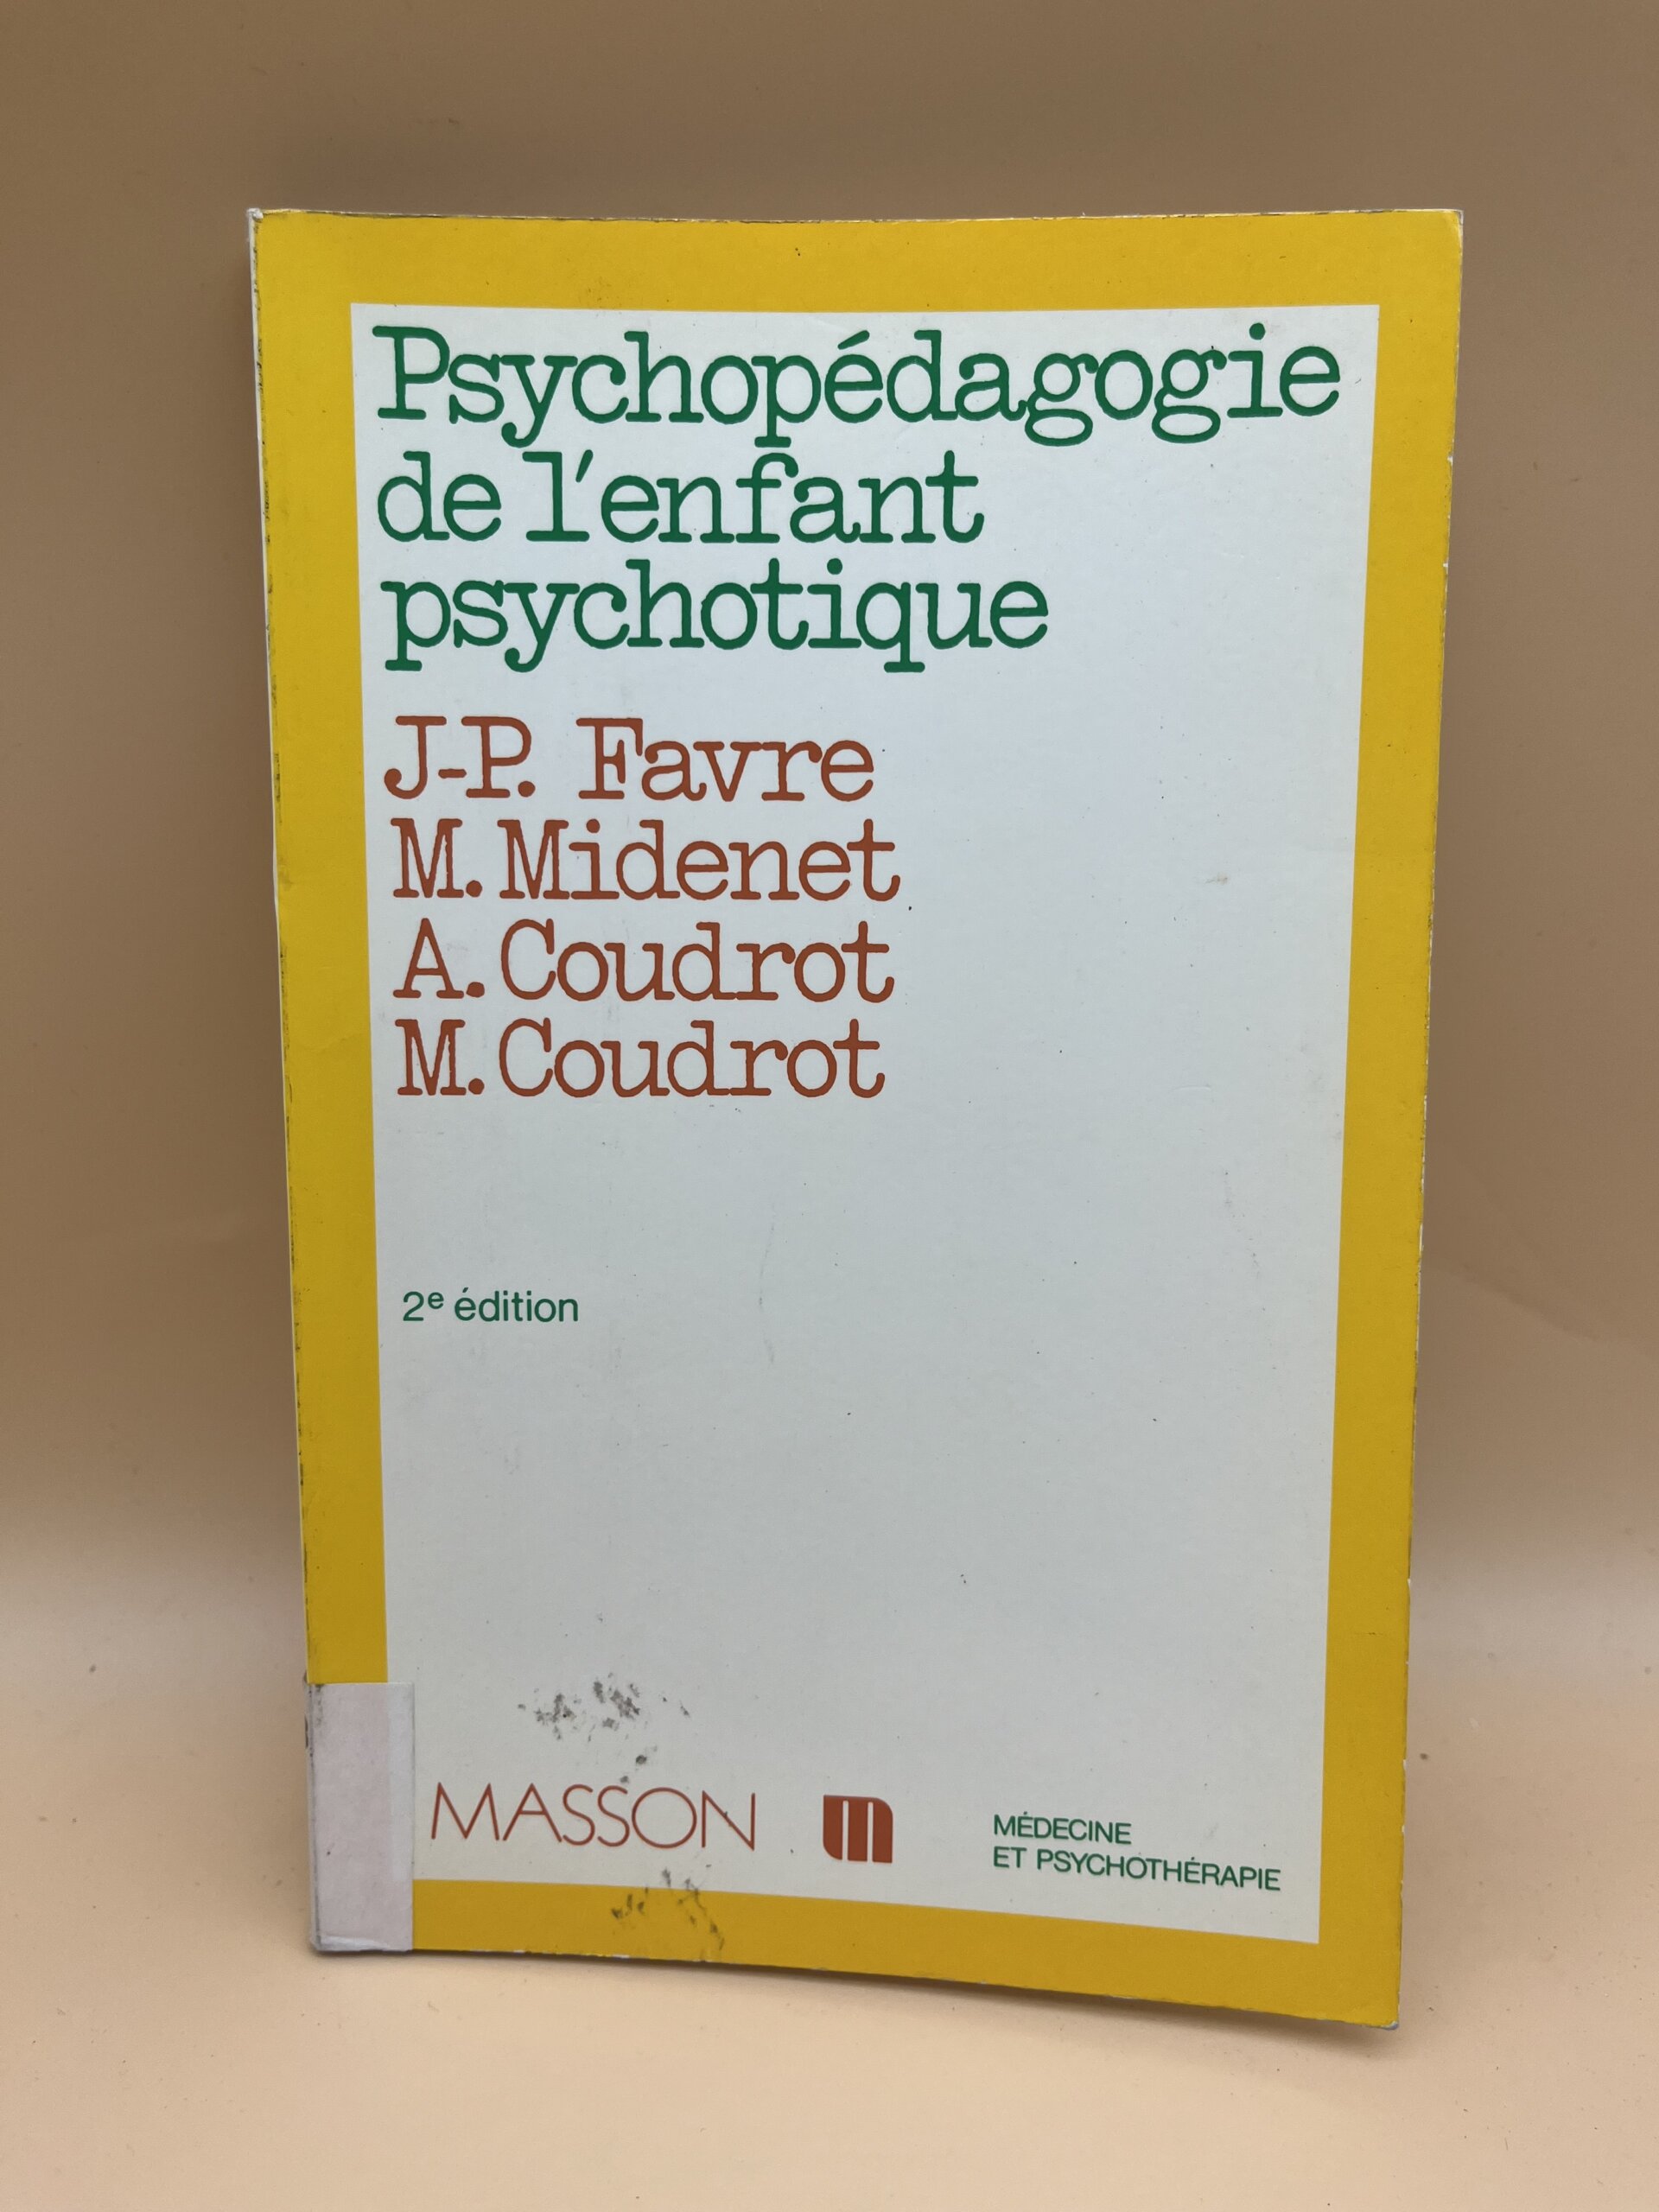 Psychopédagogie
de l'enfant
psychotique
J-P. Favre
M. Midenet
A. Coudrot
M. Coudrot
2e édition
MASSON m
MÉDECINE
ET PSYCHOTHÉRAPIE